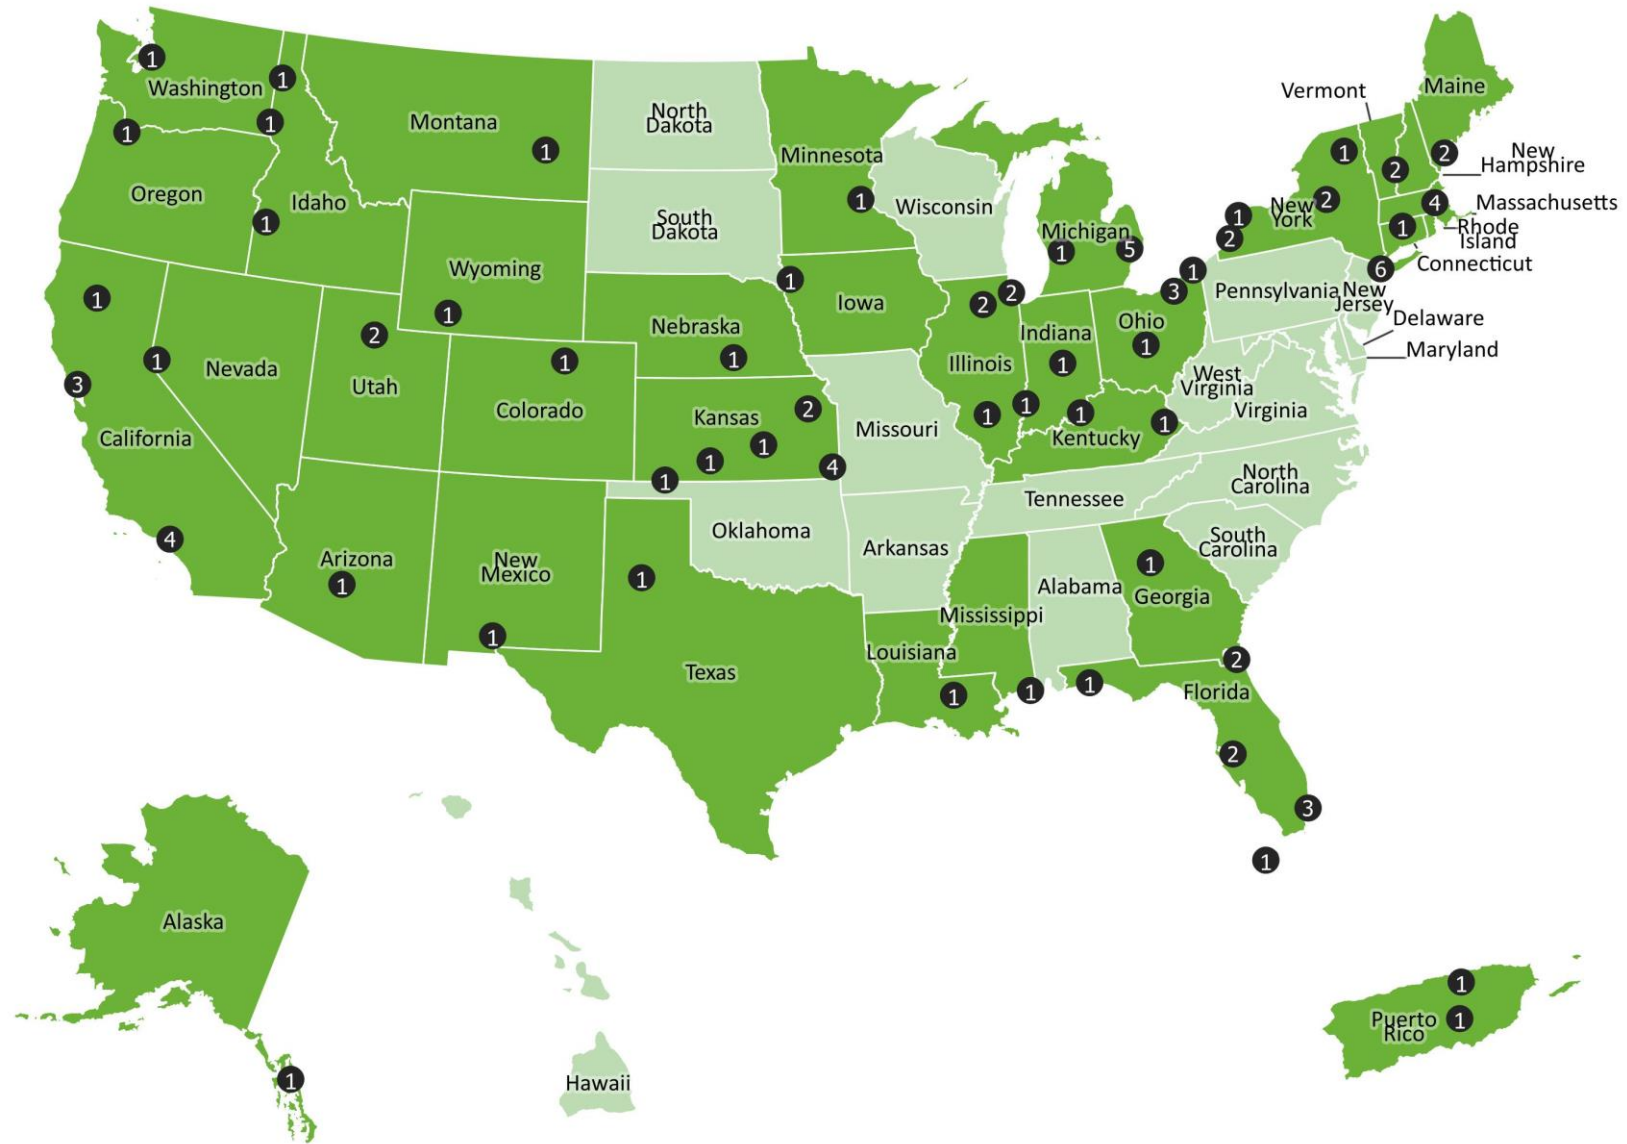 Washington
Montana
North
Dakota
Minnesota
Vermont
Maine
New
Hampshire
Oregon
Idaho
South
Dakota
Wisconsin
Michigan
New
York
Massachusetts
Rhode
Island
Connecticut
Wyoming
Nebraska
Iowa
Illinois
Indiana
Ohio
Pennsylvania
New
Jersey
Delaware
Maryland
Nevada
Utah
Colorado
Kansas
Missouri
Kentucky
West
Virginia
Virginia
California
Arizona
New
Mexico
Oklahoma
Arkansas
Tennessee
North
Carolina
South
Carolina
Texas
Louisiana
Mississippi
Alabama
Georgia
Florida
Alaska
Hawaii
Puerto
Rico
1
1
1
1
1
1
1
1
2
2
1
2
4
1
2
1
2
1
5
1
3
6
1
1
1
2
2
1
1
1
1
1
2
1
3
1
1
1
1
1
2
1
1
4
1
4
1
1
1
1
1
1
1
2
2
3
1
1
1
1